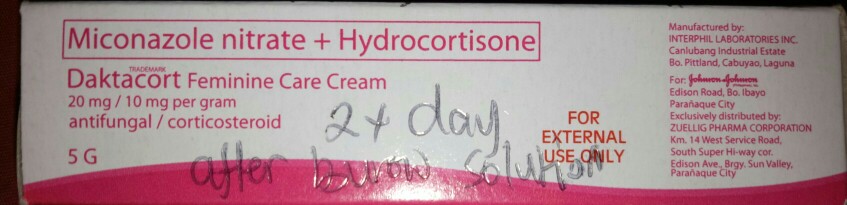 Miconazole nitrate + Hydrocortisone
TRADEMARK
Daktacort Feminine Care Cream
20 mg / 10 mg per gram
antifungal / corticosteroid
5 G
2x day
after burow solution
FOR
EXTERNAL
USE ONLY
Manufactured by:
INTERPHIL LABORATORIES INC.
Canlubang Industrial Estate
Bo. Pittland, Cabuyao, Laguna
For: Johnson & Johnson
Edison Road, Bo. Ibayo
Parañaque City
Exclusively distributed by:
ZUELLIG PHARMA CORPORATION
Km. 14 West Service Road,
South Super Hi-way cor.
Edison Ave., Brgy. Sun Valley,
Parañaque City